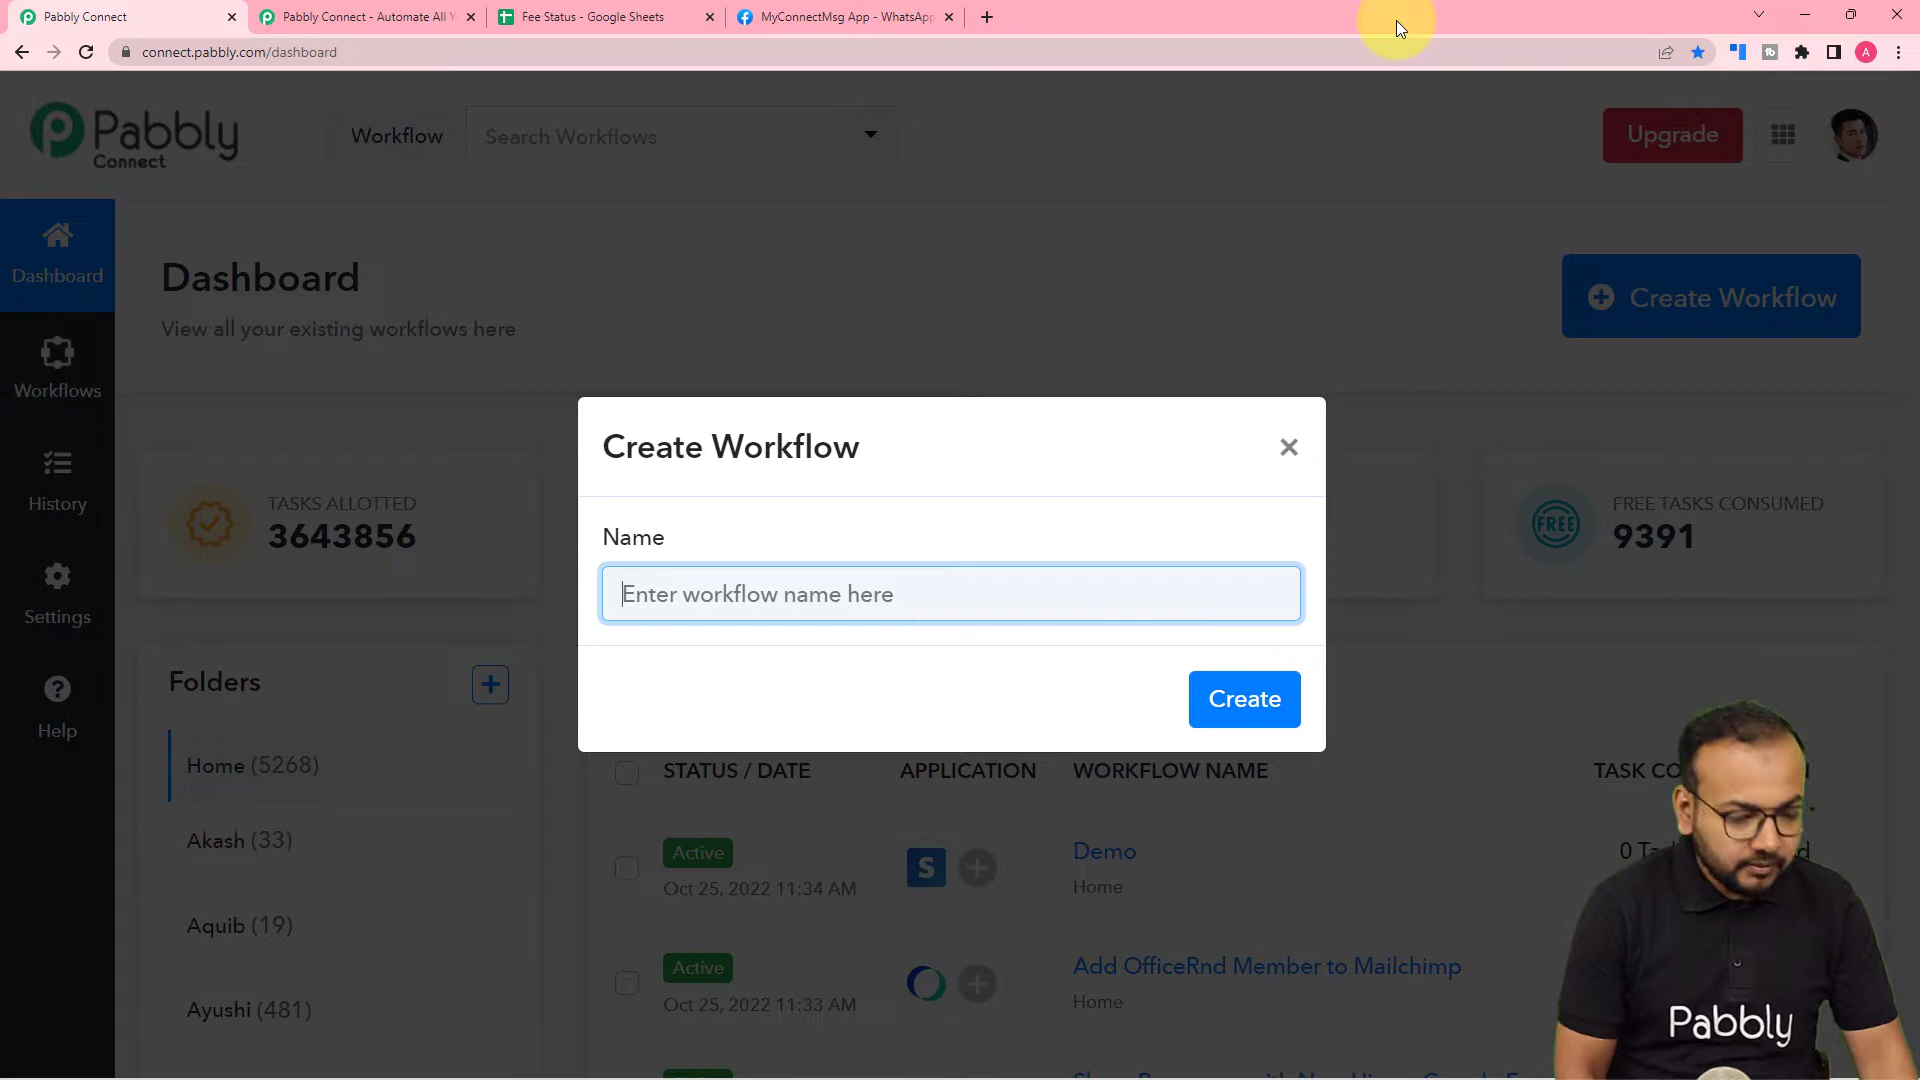 Pabbly Connect
Pabbly Connect - Automate All Y
Fee Status - Google Sheets
MyConnectMsg App - WhatsApp
connect.pabbly.com/dashboard
A
Pabbly
Connect
Workflow
Search Workflows
Upgrade
Dashboard
Dashboard
View all your existing workflows here
Create Workflow
Workflows
Create Workflow
History
TASKS ALLOTTED
3643856
FREE
FREE TASKS CONSUMED
9391
Name
Enter workflow name here
Settings
Create
Folders
Help
Home (5268)
STATUS / DATE
APPLICATION
WORKFLOW NAME
TASK CO
Akash (33)
Active
Oct 25, 2022 11:34 AM
S
Demo
Home
0 T
d
Aquib (19)
Active
Oct 25, 2022 11:33 AM
Add OfficeRnd Member to Mailchimp
Home
Ayushi (481)
Pabbly